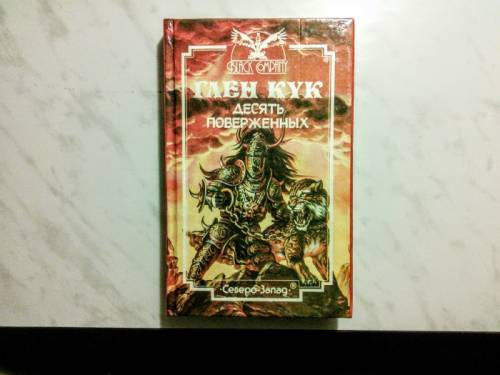 BLACK COMPANY
ГЛЕН КУК
ДЕСЯТЬ
ПОВЕРЖЕННЫХ
·Северо-Запад·®